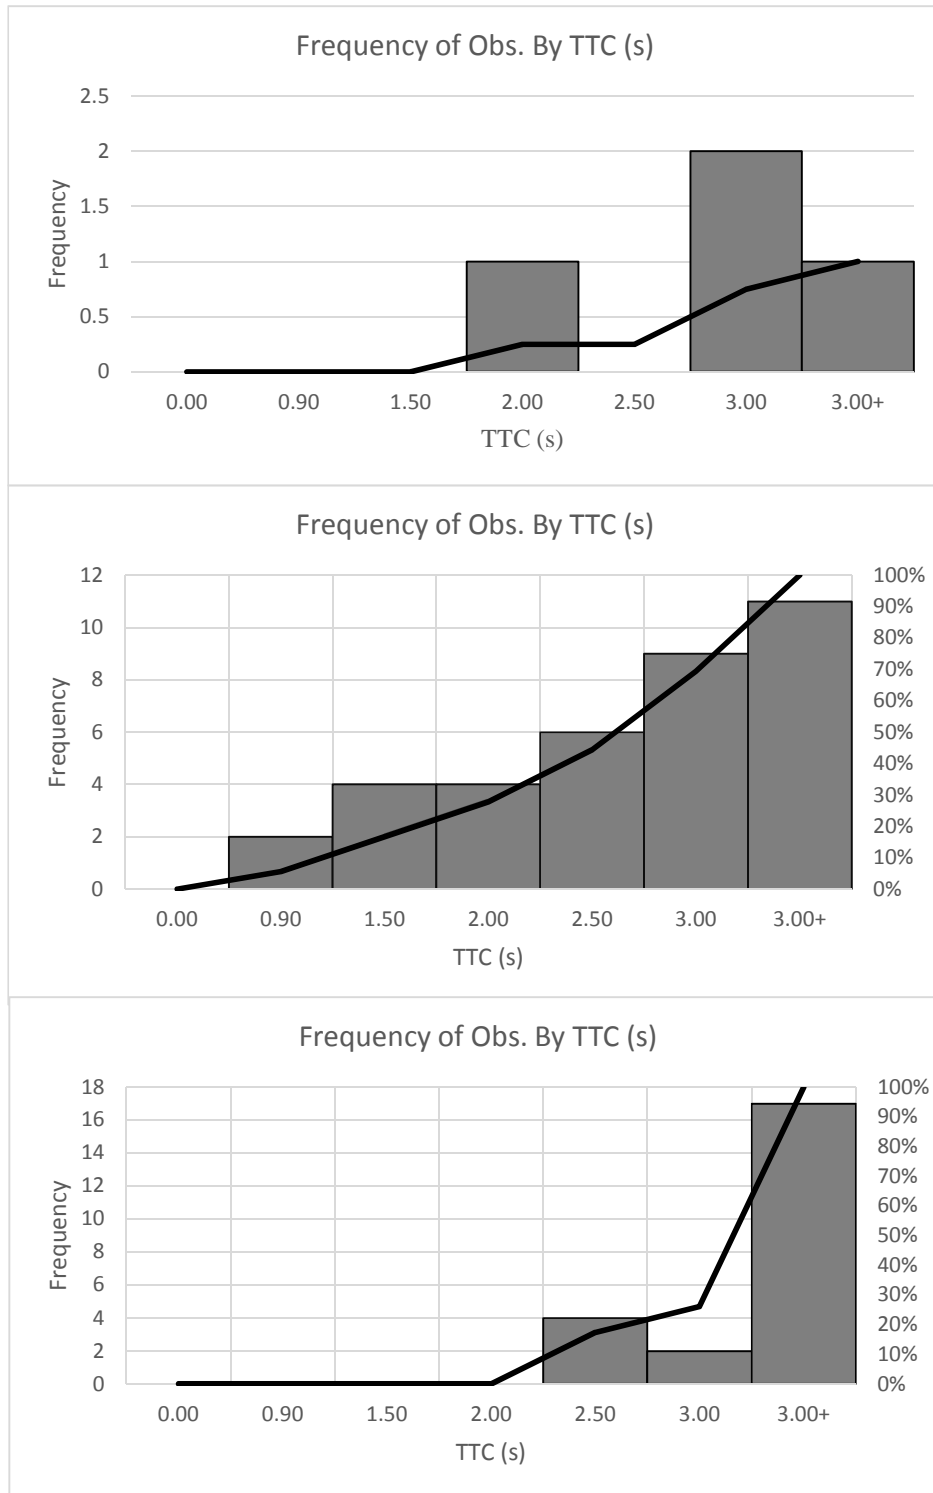 Frequency of Obs. By TTC (s)
2.5
2
1.5
1
0.5
0
Frequency
0.00 0.90 1.50 2.00 2.50 3.00 3.00+
TTC (s)
Frequency of Obs. By TTC (s)
12 100%
90%
10
80%
70%
8
60%
6 50%
40%
4
30%
20%
2
10%
0 0%
Frequency
0.00 0.90 1.50 2.00 2.50 3.00 3.00+
TTC (s)
Frequency of Obs. By TTC (s)
18 100%
16 90%
14 80%
12 70%
10 60%
8 50%
6 40%
4 30%
2 20%
0 10%
0%
Frequency
0.00 0.90 1.50 2.00 2.50 3.00 3.00+
TTC (s)